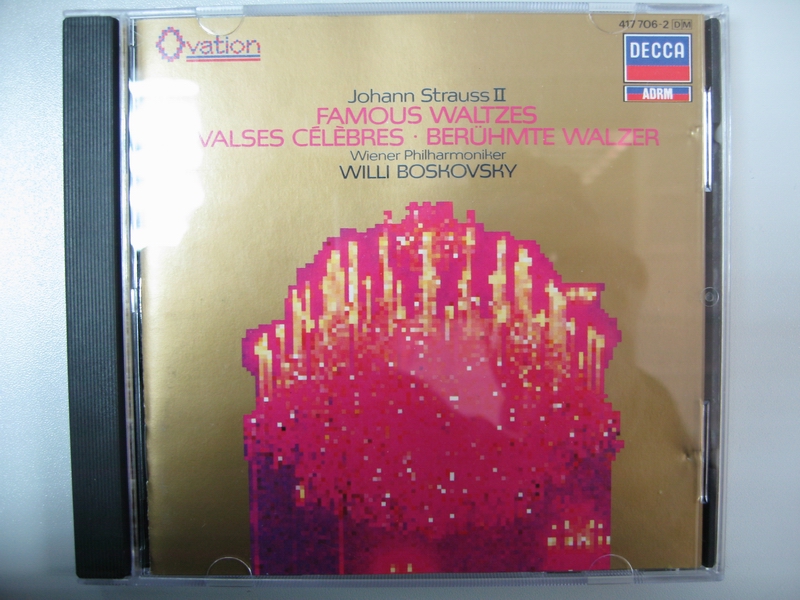 Ovation
417 706-2 DM
DECCA
ADRM
Johann Strauss II
FAMOUS WALTZES
VALSES CÉLÈBRES · BERÜHMTE WALZER
Wiener Philharmoniker
WILLI BOSKOVSKY